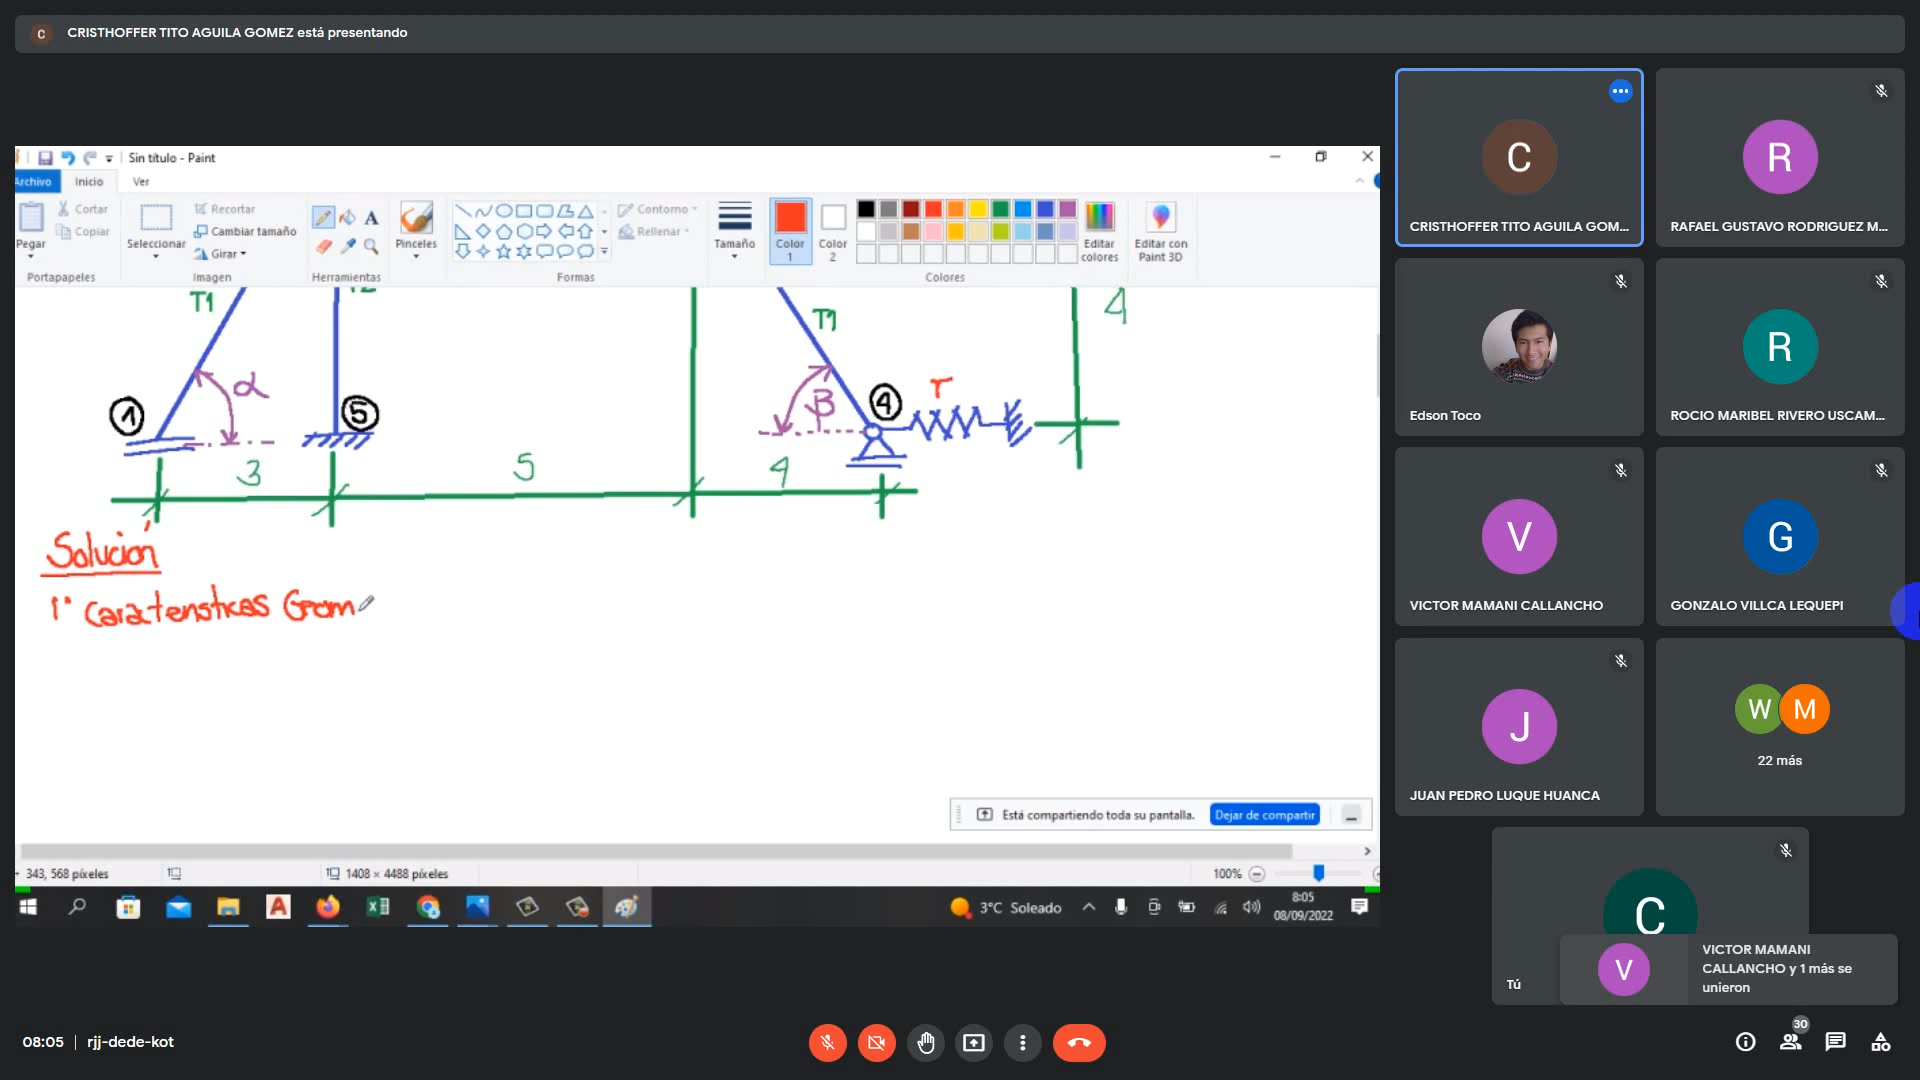 C CRISTHOFFER TITO AGUILA GOMEZ está presentando
Sin título - Paint
Archivo Inicio Ver
Pegar
Cortar
Copiar
Portapapeles
Seleccionar
Recortar
Cambiar tamaño
Girar
Imagen
A
Herramientas
Pinceles
Formas
Contorno
Rellenar
Tamaño
Color 1
Color 2
Editar colores
Editar con Paint 3D
Colores
T1
T1
4
α
β
r
1
5
4
3
5
4
Solución
1° Caracteristicas Geom
Está compartiendo toda su pantalla. Dejar de compartir
343, 568 píxeles
1408 × 4488 píxeles
100%
3°C Soleado
8:05
08/09/2022
C
CRISTHOFFER TITO AGUILA GOM...
R
RAFAEL GUSTAVO RODRIGUEZ M...
Edson Toco
R
ROCIO MARIBEL RIVERO USCAM...
V
VICTOR MAMANI CALLANCHO
G
GONZALO VILLCA LEQUEPI
J
JUAN PEDRO LUQUE HUANCA
W M
22 más
C
Tú
V
VICTOR MAMANI
CALLANCHO y 1 más se
unieron
08:05 | rjj-dede-kot
30